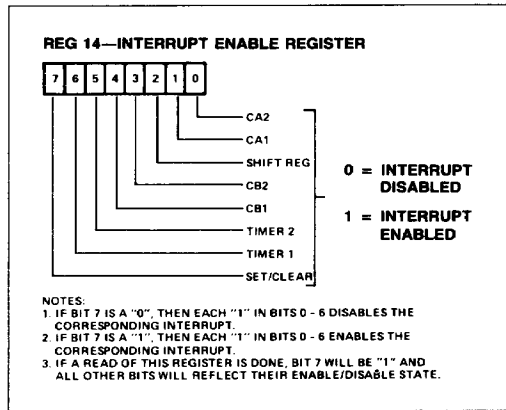 REG 14—INTERRUPT ENABLE REGISTER
7 6 5 4 3 2 1 0
CA2
CA1
SHIFT REG
CB2
CB1
TIMER 2
TIMER 1
SET/CLEAR
0 = INTERRUPT
DISABLED
1 = INTERRUPT
ENABLED
NOTES:
1. IF BIT 7 IS A "0", THEN EACH "1" IN BITS 0 - 6 DISABLES THE
CORRESPONDING INTERRUPT.
2. IF BIT 7 IS A "1", THEN EACH "1" IN BITS 0 - 6 ENABLES THE
CORRESPONDING INTERRUPT.
3. IF A READ OF THIS REGISTER IS DONE, BIT 7 WILL BE "1" AND
ALL OTHER BITS WILL REFLECT THEIR ENABLE/DISABLE STATE.